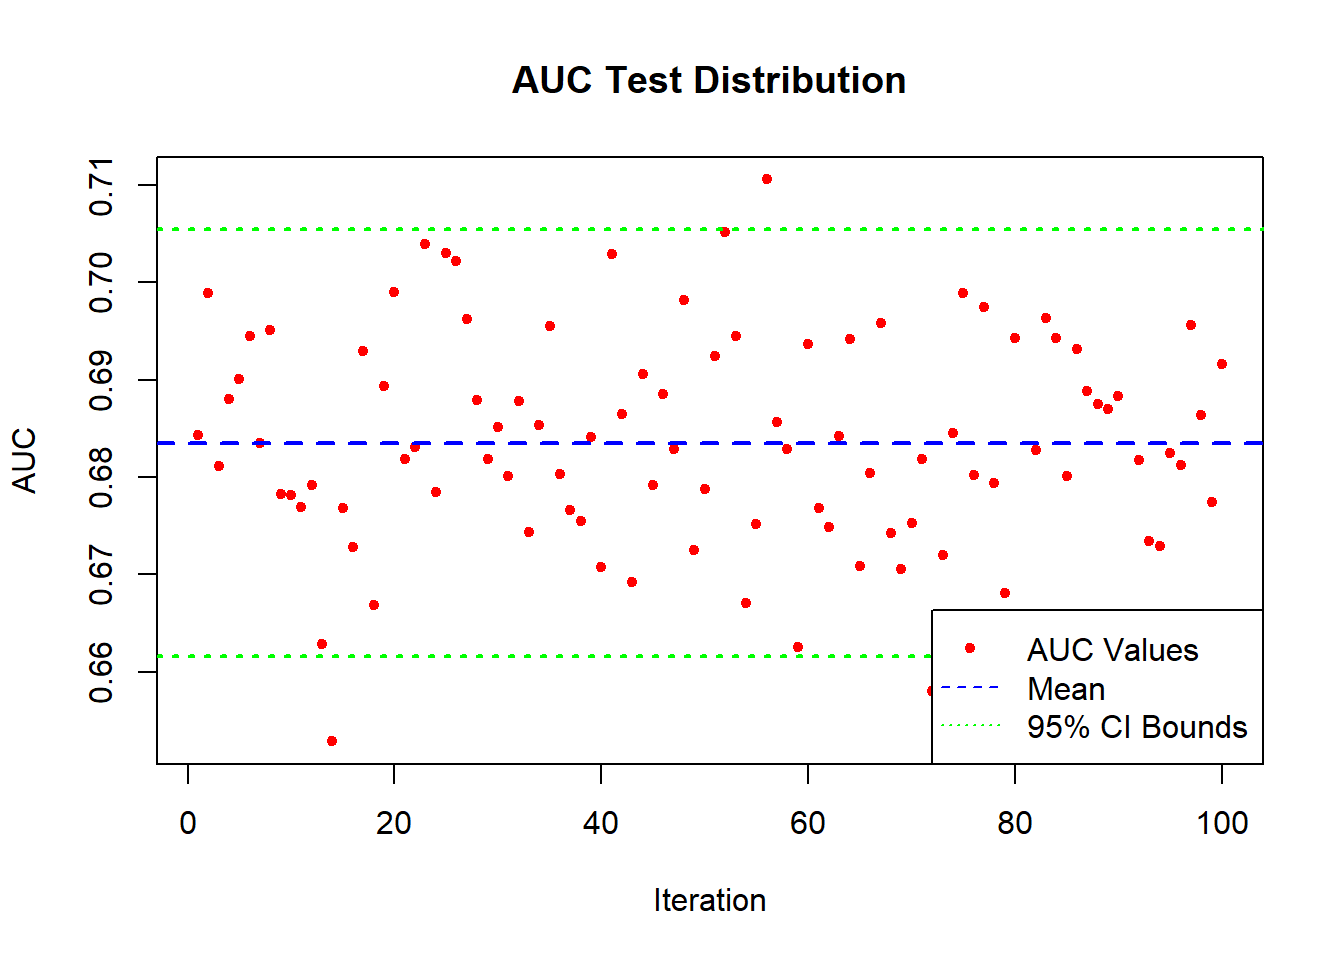 AUC Test Distribution
AUC
0.71
0.70
0.69
0.68
0.67
0.66
AUC Values
Mean
95% CI Bounds
0 20 40 60 80 100
Iteration